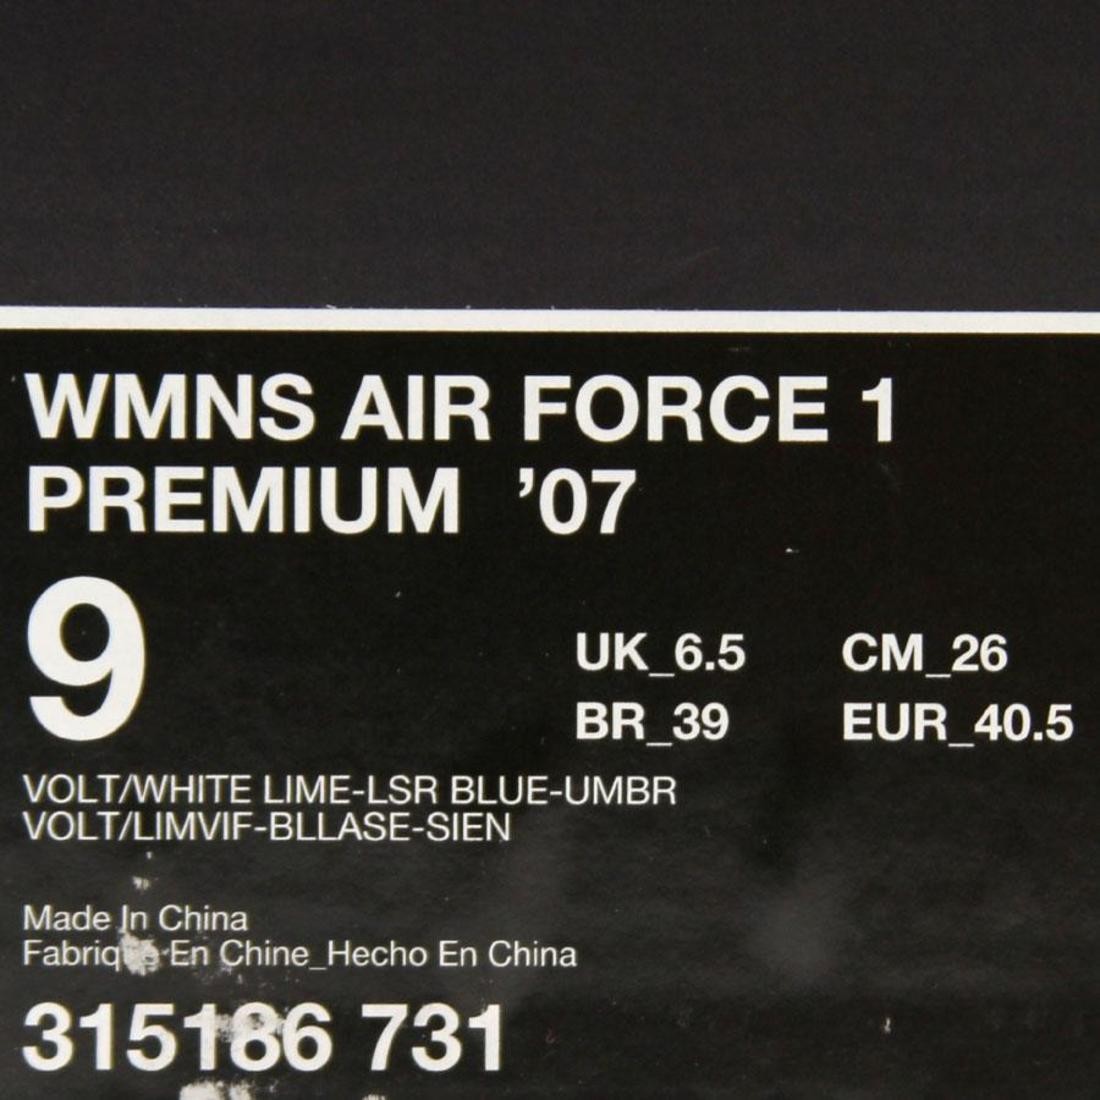 WMNS AIR FORCE 1
PREMIUM ’07
9
UK_6.5 CM_26
BR_39 EUR_40.5
VOLT/WHITE LIME-LSR BLUE-UMBR
VOLT/LIMVIF-BLLASE-SIEN
Made In China
Fabriqué En Chine_Hecho En China
315186 731